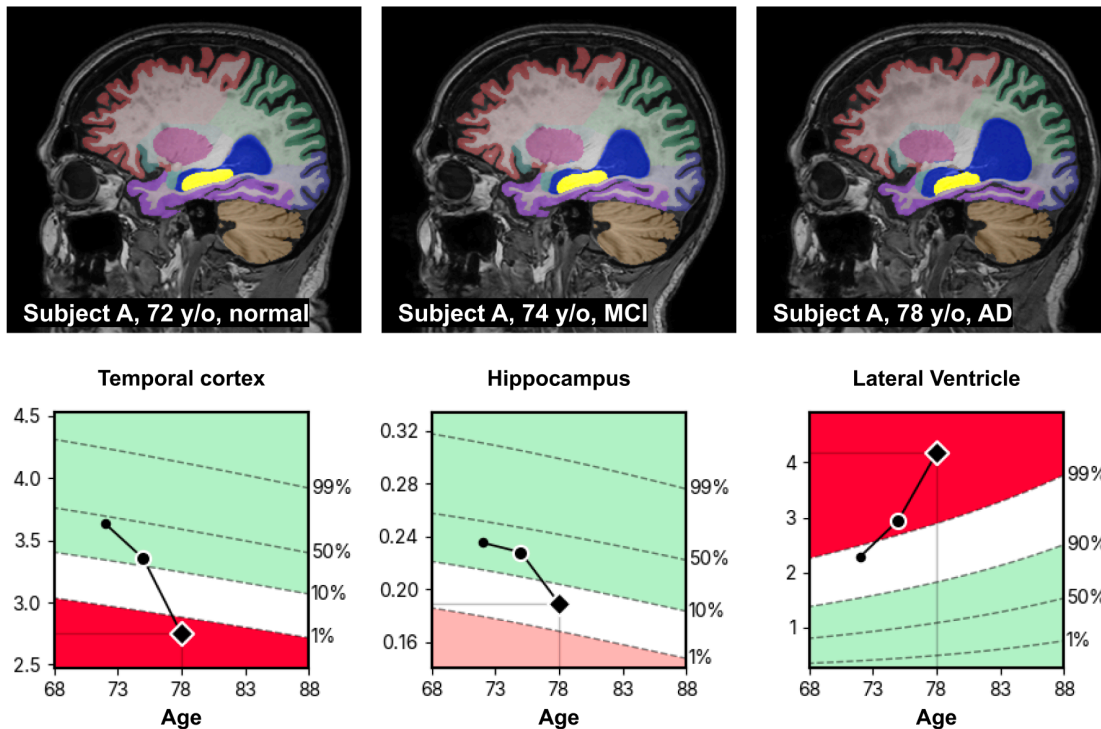 Subject A, 72 y/o, normal
Subject A, 74 y/o, MCI
Subject A, 78 y/o, AD
Temporal cortex
4.5
4.0
3.5
3.0
2.5
99%
50%
10%
1%
68 73 78 83 88
Age
Hippocampus
0.32
0.28
0.24
0.20
0.16
99%
50%
10%
1%
68 73 78 83 88
Age
Lateral Ventricle
4
3
2
1
99%
90%
50%
1%
68 73 78 83 88
Age